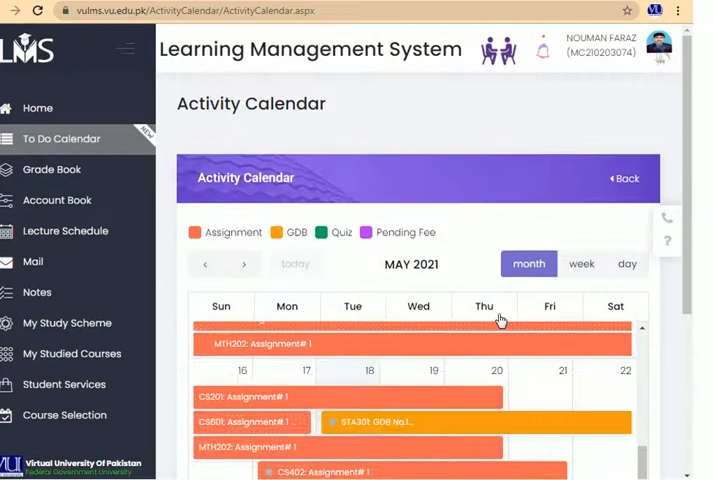 vulms.vu.edu.pk/ActivityCalendar/ActivityCalendar.aspx
VU
LMS
Learning Management System
NOUMAN FARAZ
(MC210203074)
Home
To Do Calendar
NEW
Grade Book
Account Book
Lecture Schedule
Mail
Notes
My Study Scheme
My Studied Courses
Student Services
Course Selection
VU
Virtual University Of Pakistan
Federal Government University
Activity Calendar
Activity Calendar
Back
Assignment GDB Quiz Pending Fee
today
MAY 2021
month week day
Sun Mon Tue Wed Thu Fri Sat
MTH202: Assignment# 1
16 17 18 19 20 21 22
CS201: Assignment# 1
CS601: Assignment# 1
STA301: GDB No.1...
MTH202: Assignment# 1
CS402: Assignment# 1